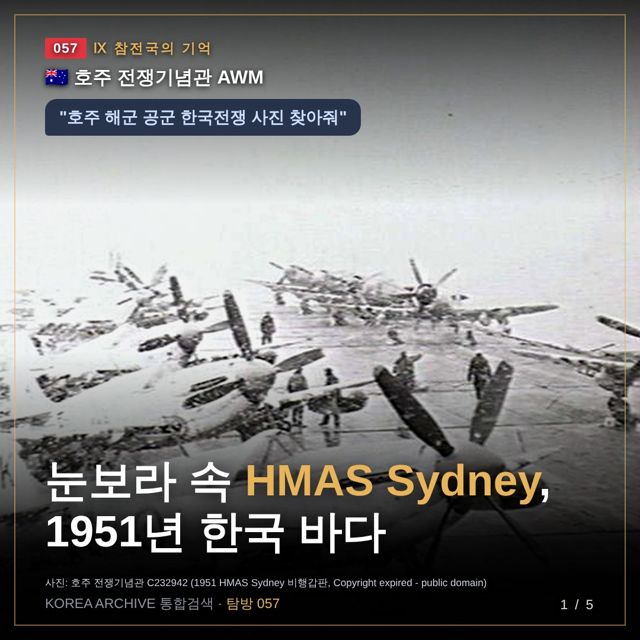 057 Ⅸ 참전국의 기억
호주 전쟁기념관 AWM
"호주 해군 공군 한국전쟁 사진 찾아줘"
눈보라 속 HMAS Sydney,
1951년 한국 바다
사진: 호주 전쟁기념관 C232942 (1951 HMAS Sydney 비행갑판, Copyright expired - public domain)
KOREA ARCHIVE 통합검색 · 탐방 057
1 / 5